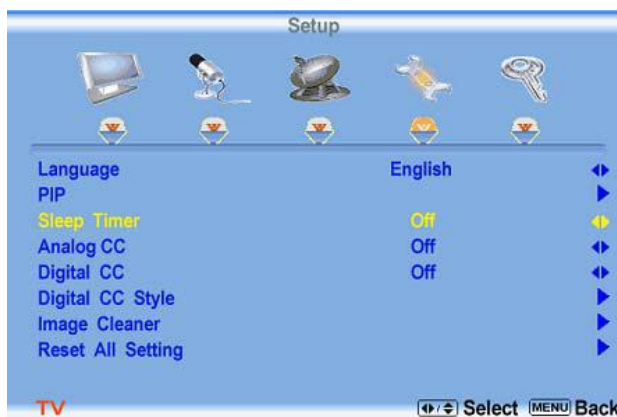 Setup
Language English
PIP
Sleep Timer Off
Analog CC Off
Digital CC Off
Digital CC Style
Image Cleaner
Reset All Setting
TV Select MENU Back